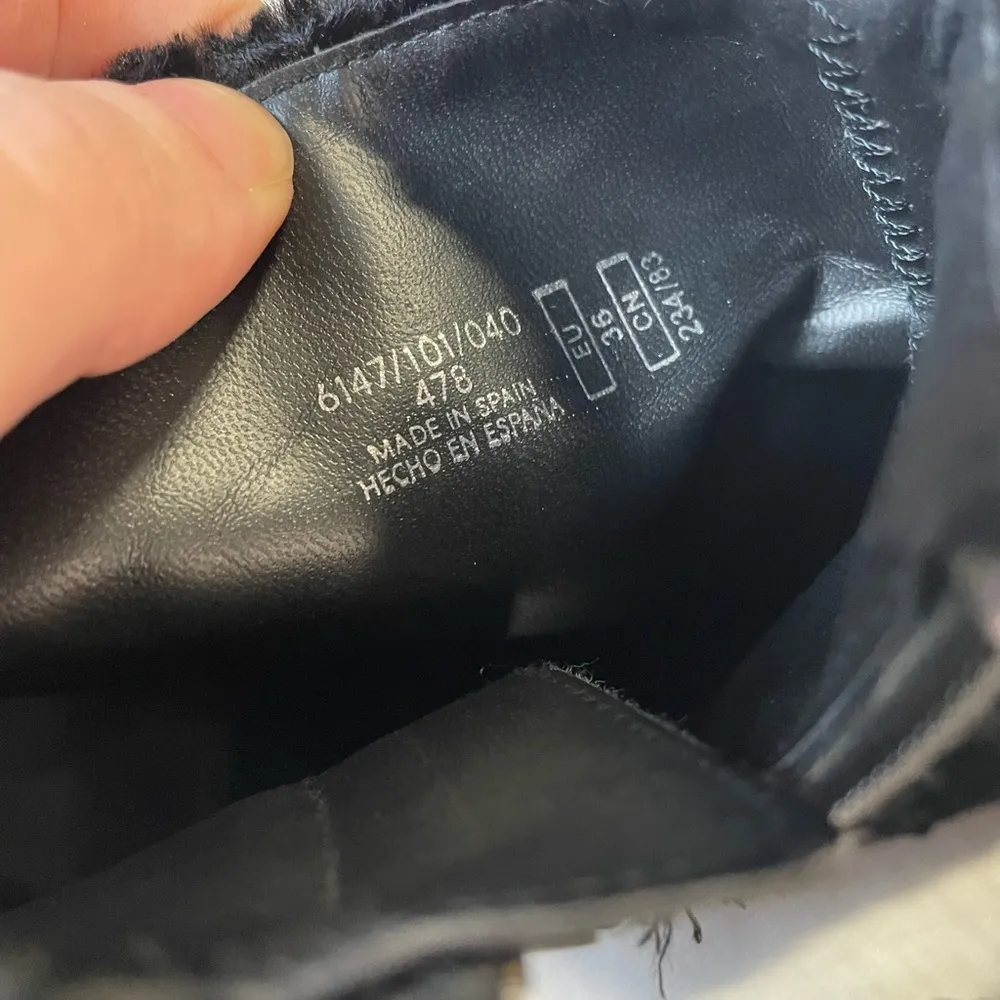 6147/101/040
478
MADE IN SPAIN
HECHO EN ESPAÑA
EU 36
CN 234/83